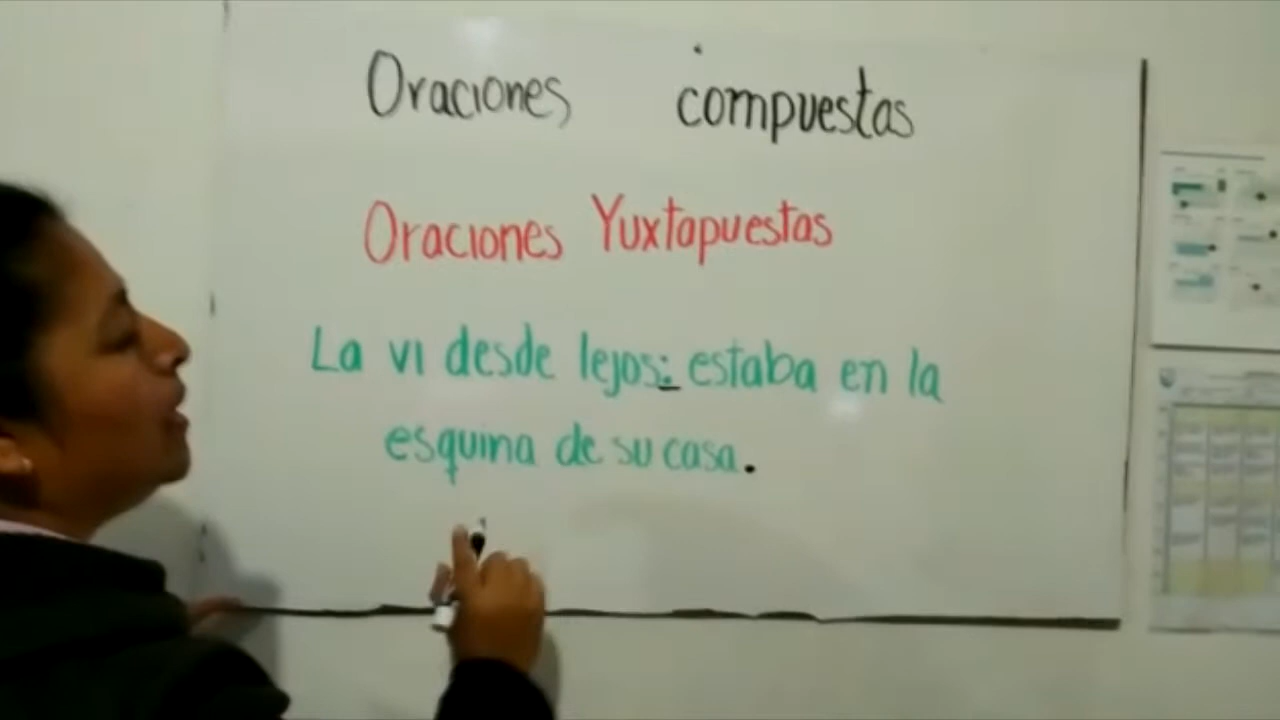 Oraciones compuestas
Oraciones Yuxtapuestas
La vi desde lejos: estaba en la
esquina de su casa.